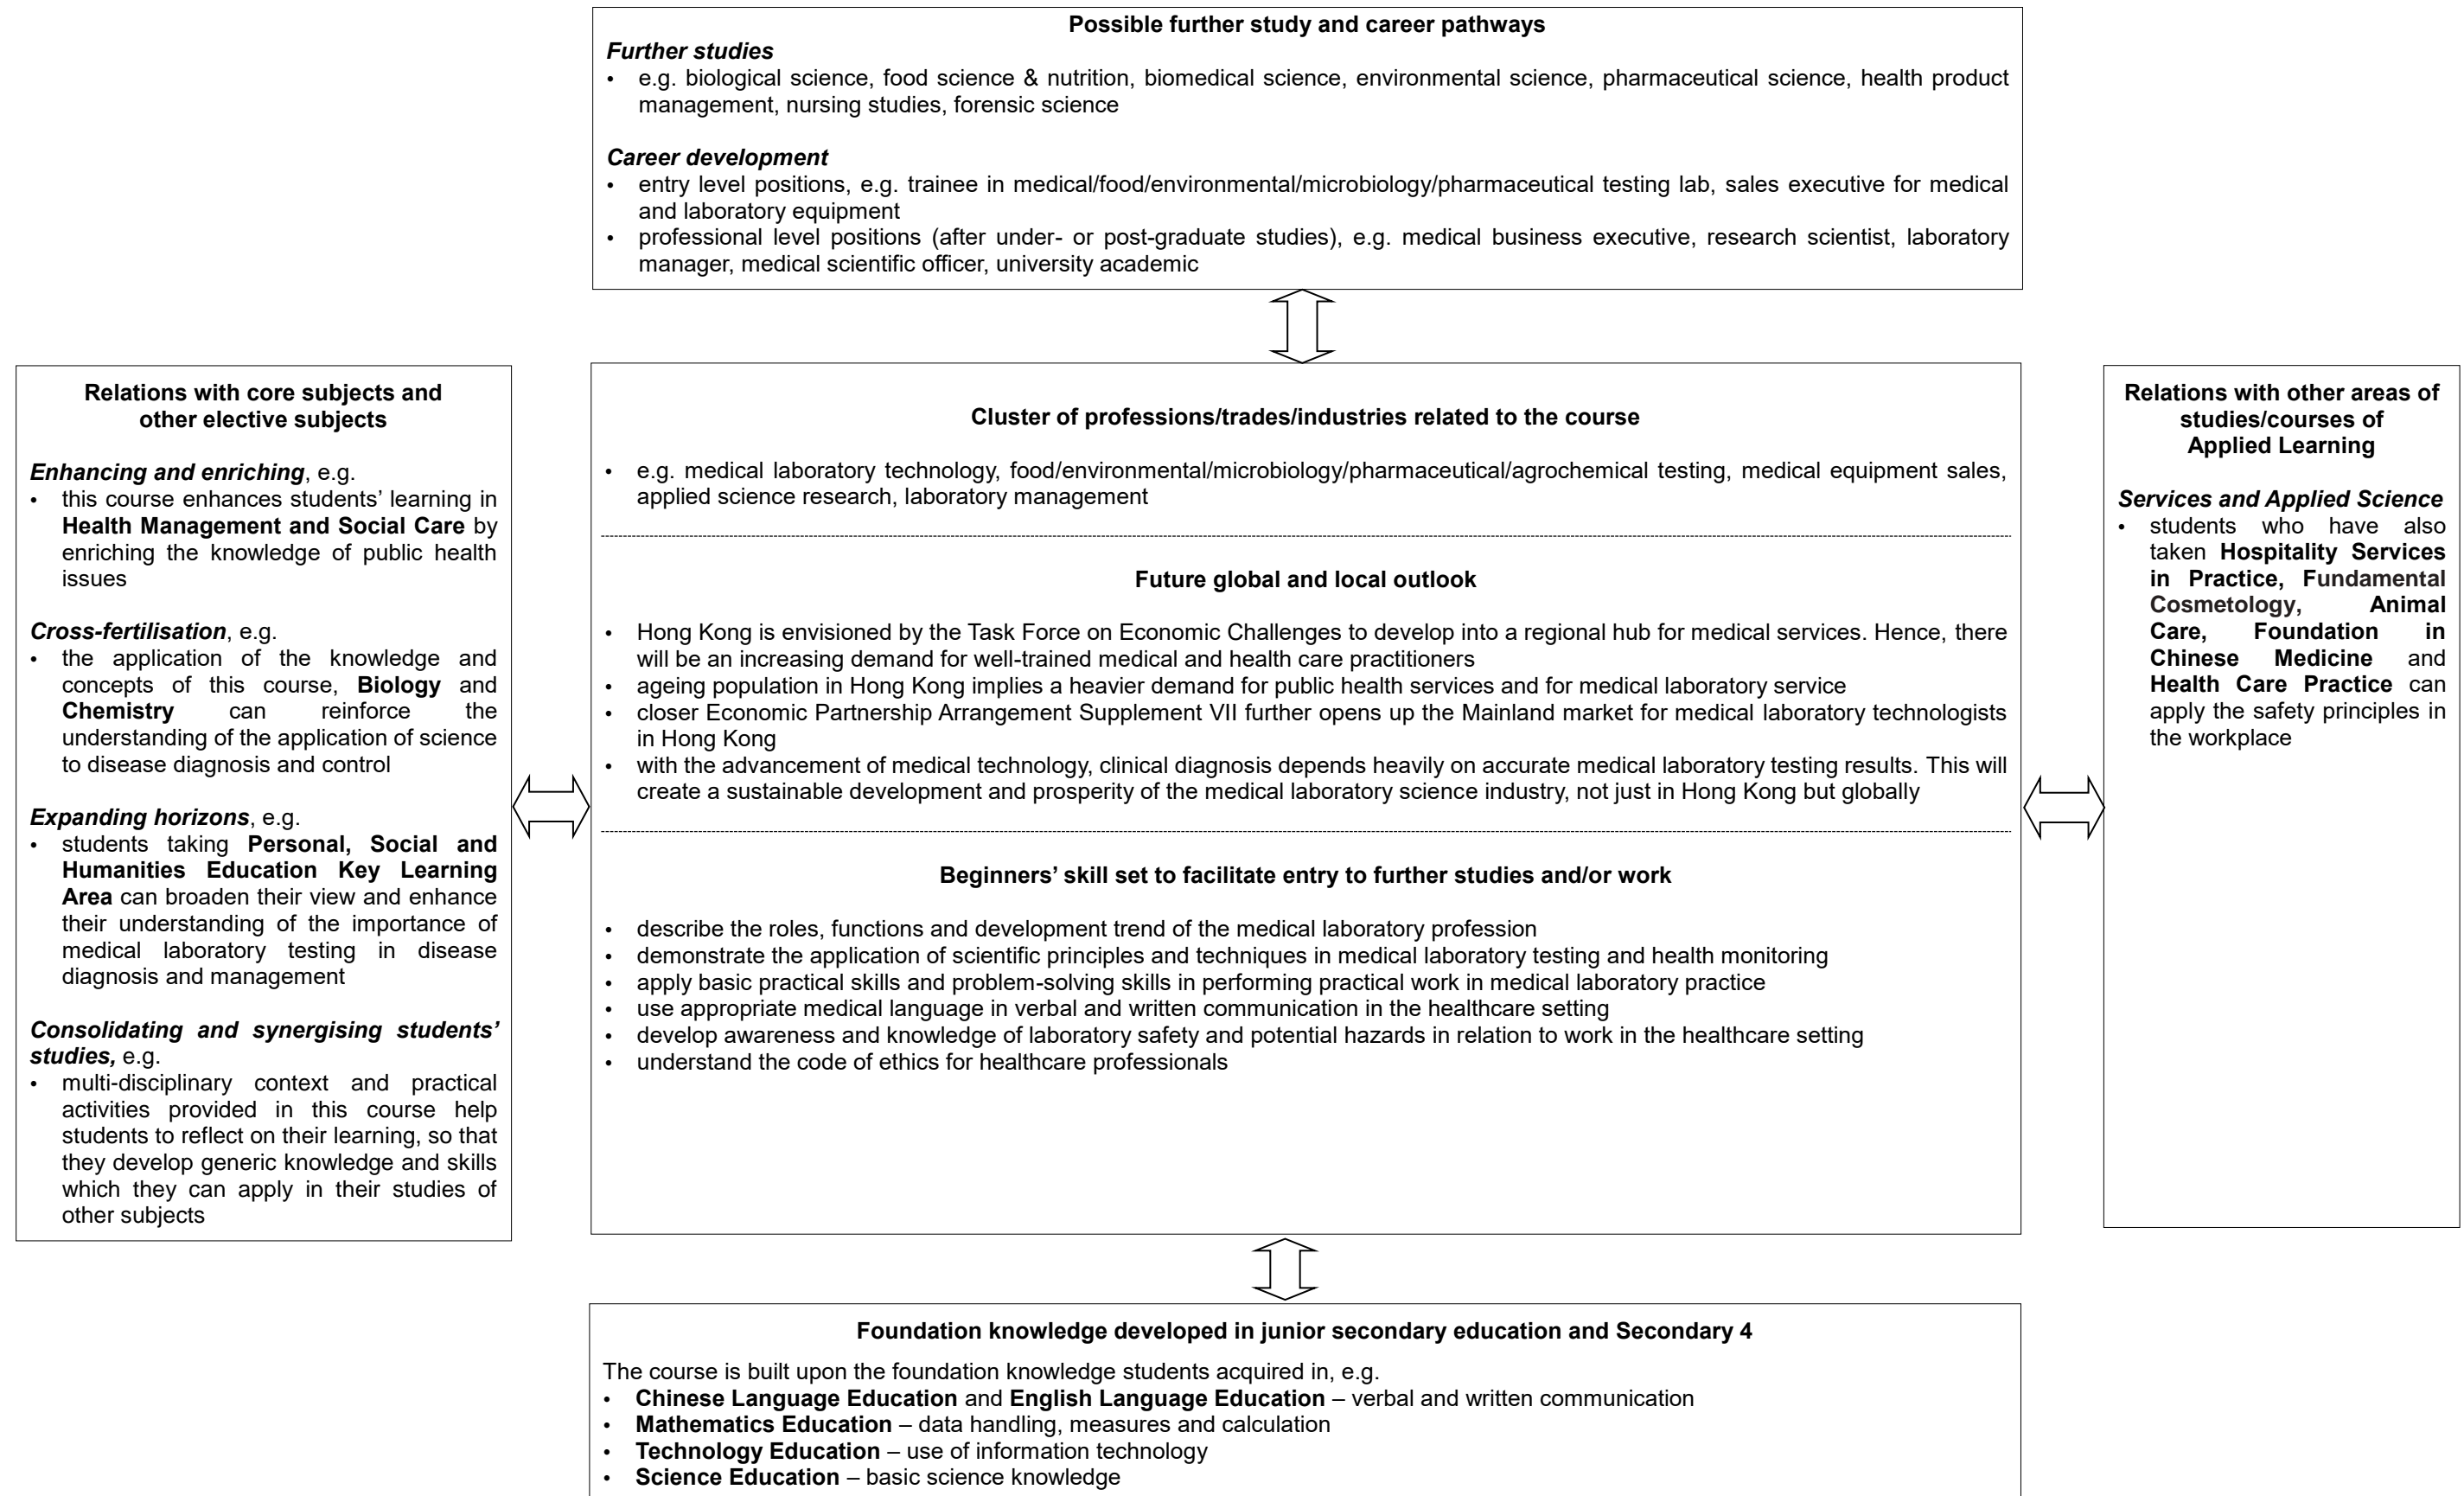 Possible further study and career pathways
Further studies
• e.g. biological science, food science & nutrition, biomedical science, environmental science, pharmaceutical science, health product
management, nursing studies, forensic science
Career development
• entry level positions, e.g. trainee in medical/food/environmental/microbiology/pharmaceutical testing lab, sales executive for medical
and laboratory equipment
• professional level positions (after under- or post-graduate studies), e.g. medical business executive, research scientist, laboratory
manager, medical scientific officer, university academic
Relations with core subjects and
other elective subjects
Enhancing and enriching, e.g.
• this course enhances students’ learning in
Health Management and Social Care by
enriching the knowledge of public health
issues
Cross-fertilisation, e.g.
• the application of the knowledge and
concepts of this course, Biology and
Chemistry can reinforce the
understanding of the application of science
to disease diagnosis and control
Expanding horizons, e.g.
• students taking Personal, Social and
Humanities Education Key Learning
Area can broaden their view and enhance
their understanding of the importance of
medical laboratory testing in disease
diagnosis and management
Consolidating and synergising students’
studies, e.g.
• multi-disciplinary context and practical
activities provided in this course help
students to reflect on their learning, so that
they develop generic knowledge and skills
which they can apply in their studies of
other subjects
Cluster of professions/trades/industries related to the course
• e.g. medical laboratory technology, food/environmental/microbiology/pharmaceutical/agrochemical testing, medical equipment sales,
applied science research, laboratory management
Future global and local outlook
• Hong Kong is envisioned by the Task Force on Economic Challenges to develop into a regional hub for medical services. Hence, there
will be an increasing demand for well-trained medical and health care practitioners
• ageing population in Hong Kong implies a heavier demand for public health services and for medical laboratory service
• closer Economic Partnership Arrangement Supplement VII further opens up the Mainland market for medical laboratory technologists
in Hong Kong
• with the advancement of medical technology, clinical diagnosis depends heavily on accurate medical laboratory testing results. This will
create a sustainable development and prosperity of the medical laboratory science industry, not just in Hong Kong but globally
Beginners’ skill set to facilitate entry to further studies and/or work
• describe the roles, functions and development trend of the medical laboratory profession
• demonstrate the application of scientific principles and techniques in medical laboratory testing and health monitoring
• apply basic practical skills and problem-solving skills in performing practical work in medical laboratory practice
• use appropriate medical language in verbal and written communication in the healthcare setting
• develop awareness and knowledge of laboratory safety and potential hazards in relation to work in the healthcare setting
• understand the code of ethics for healthcare professionals
Relations with other areas of
studies/courses of
Applied Learning
Services and Applied Science
• students who have also
taken Hospitality Services
in Practice, Fundamental
Cosmetology, Animal
Care, Foundation in
Chinese Medicine and
Health Care Practice can
apply the safety principles in
the workplace
Foundation knowledge developed in junior secondary education and Secondary 4
The course is built upon the foundation knowledge students acquired in, e.g.
• Chinese Language Education and English Language Education – verbal and written communication
• Mathematics Education – data handling, measures and calculation
• Technology Education – use of information technology
• Science Education – basic science knowledge